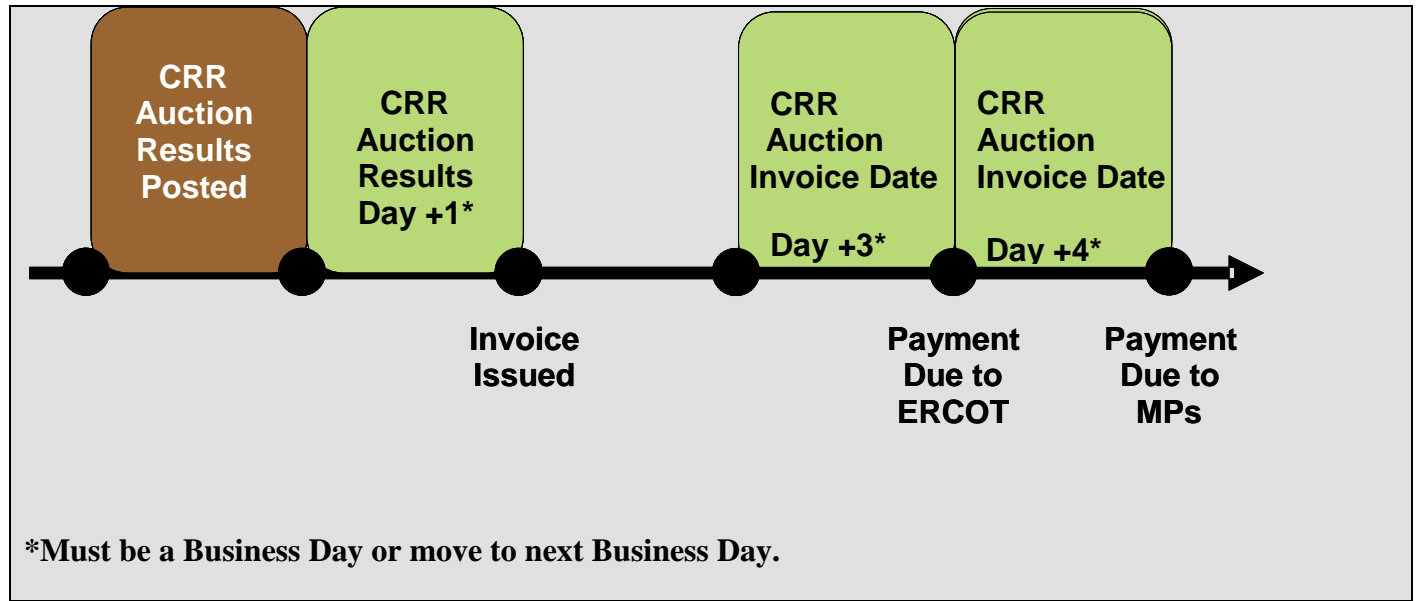 CRR
Auction
Results
Posted
CRR
Auction
Results
Day +1*
CRR
Auction
Invoice Date
Day +3*
CRR
Auction
Invoice Date
Day +4*
Invoice
Issued
Payment
Due to
ERCOT
Payment
Due to
MPs
*Must be a Business Day or move to next Business Day.